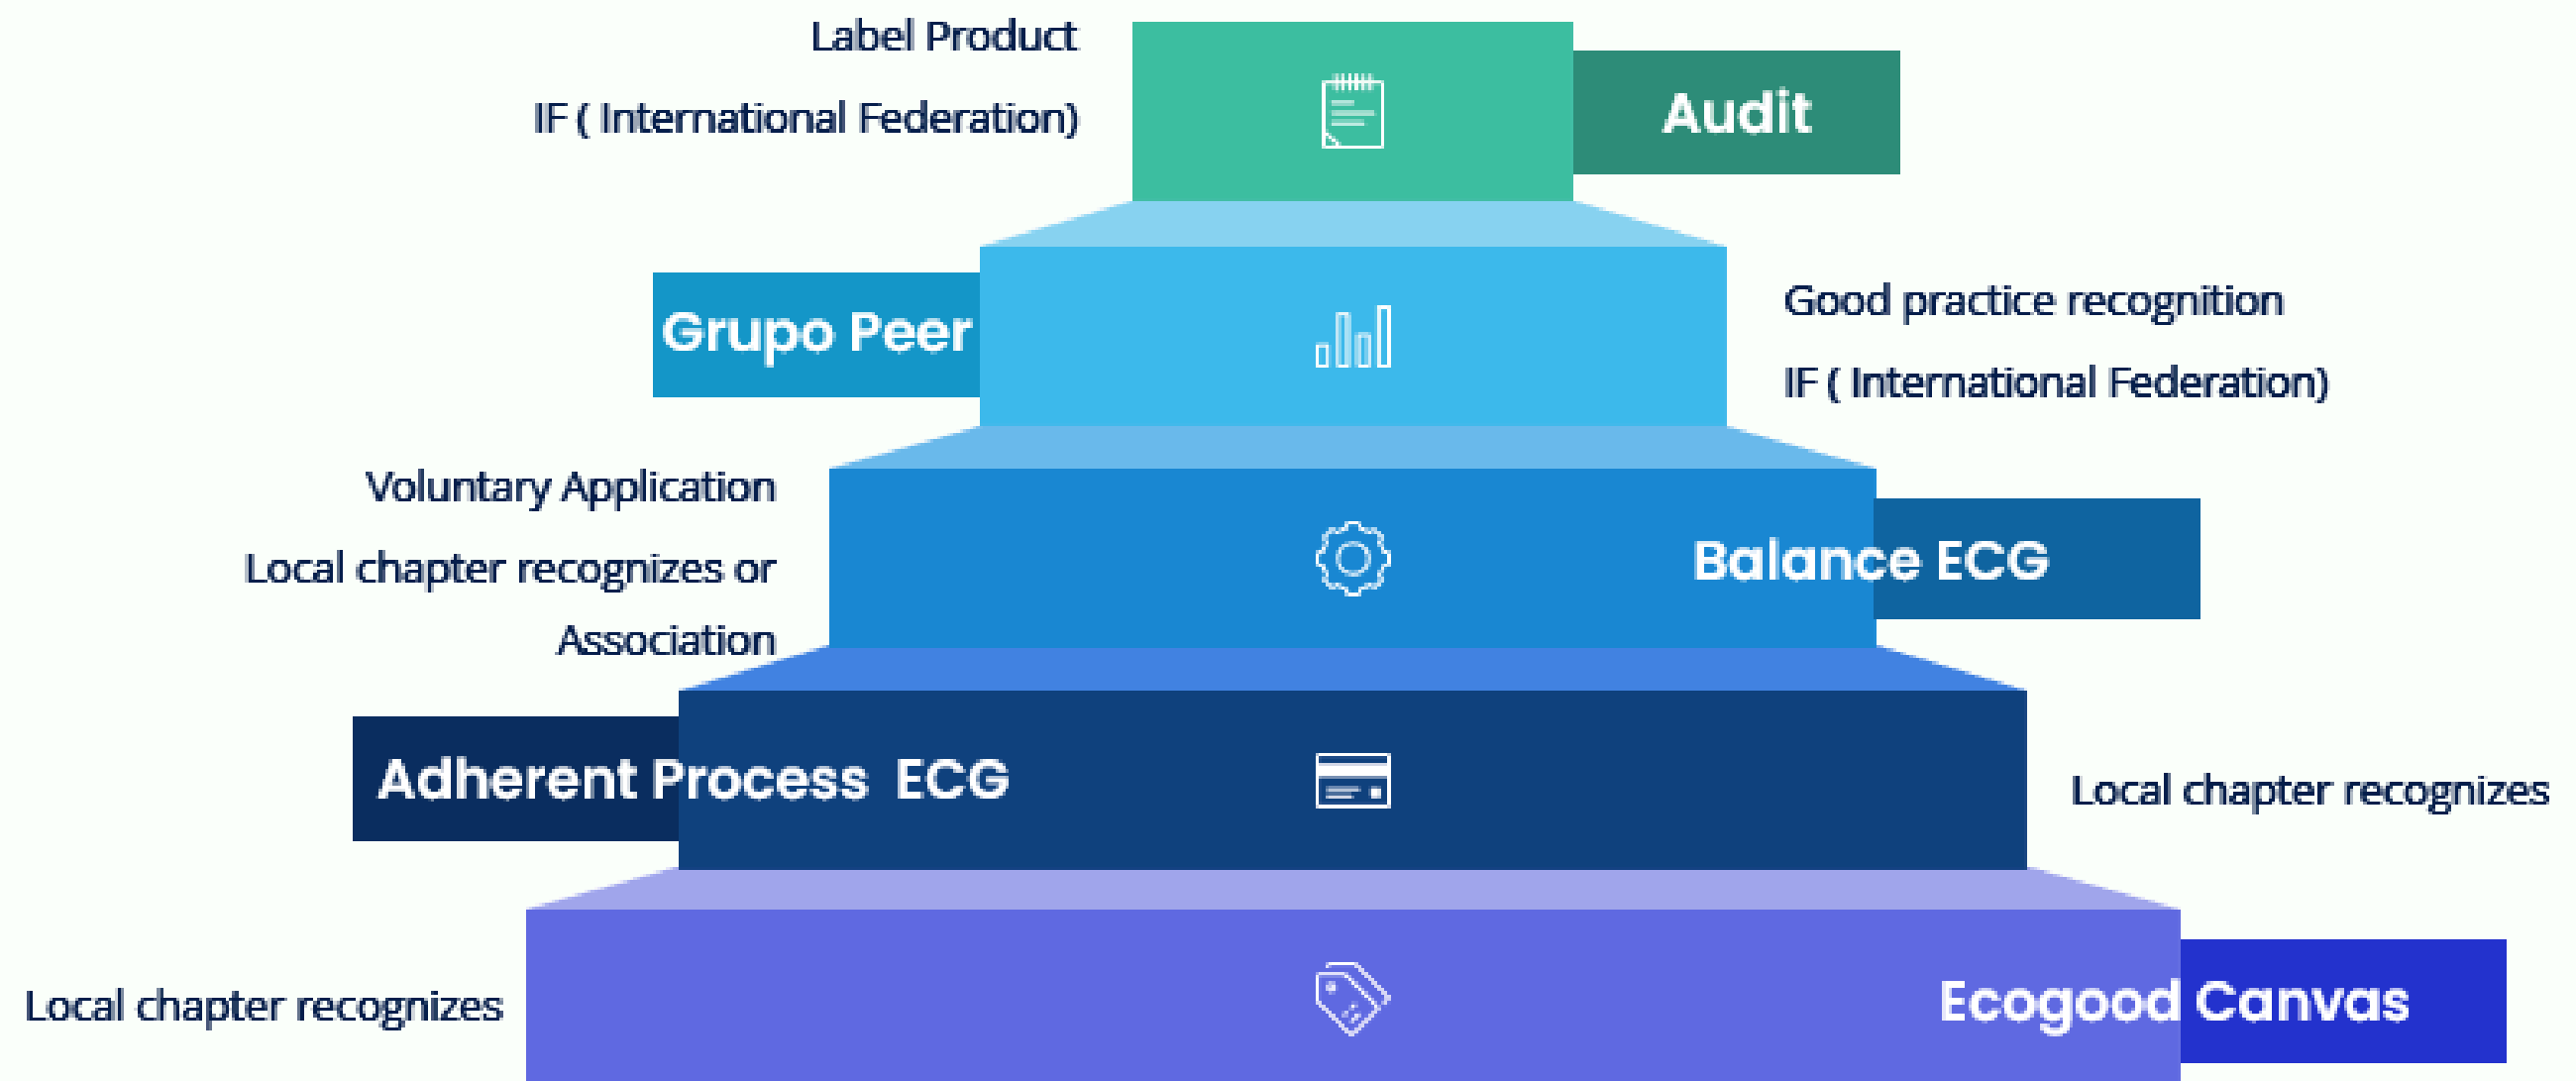 Label Product
IF ( International Federation)
Audit
Grupo Peer
Good practice recognition
IF ( International Federation)
Voluntary Application
Local chapter recognizes or
Association
Balance ECG
Adherent Process ECG
Local chapter recognizes
Local chapter recognizes
Ecogood Canvas